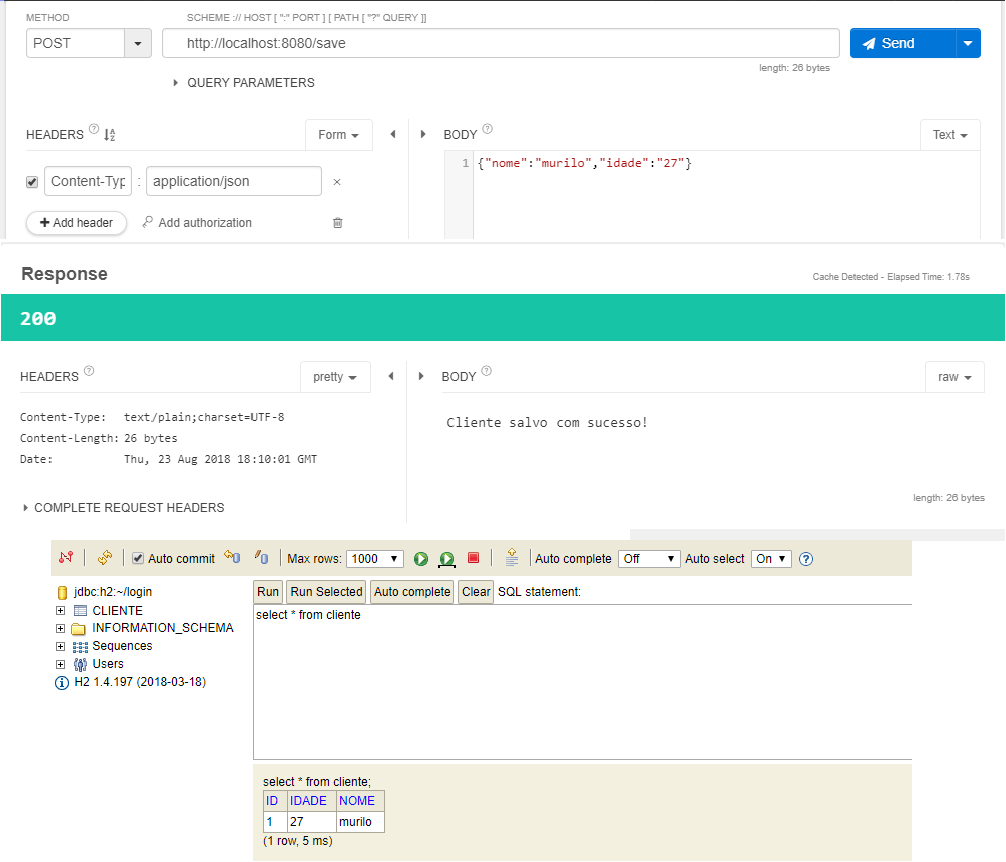 METHOD
SCHEME :// HOST [ ":" PORT ] [ PATH [ "?" QUERY ]]
POST
http://localhost:8080/save
Send
length: 26 bytes
QUERY PARAMETERS
HEADERS ? A Z
Form
BODY ?
Text
Content-Typ : application/json ×
1 {"nome":"murilo","idade":"27"}
+ Add header
Add authorization
Response
Cache Detected - Elapsed Time: 1.78s
200
HEADERS ?
pretty
BODY ?
raw
Content-Type: text/plain;charset=UTF-8
Content-Length: 26 bytes
Date: Thu, 23 Aug 2018 18:10:01 GMT
Cliente salvo com sucesso!
length: 26 bytes
COMPLETE REQUEST HEADERS
Auto commit Max rows: 1000 Auto complete Off Auto select On ?
jdbc:h2:~/login
CLIENTE
INFORMATION_SCHEMA
Sequences
Users
H2 1.4.197 (2018-03-18)
Run Run Selected Auto complete Clear SQL statement:
select * from cliente
select * from cliente;
ID IDADE NOME
1 27 murilo
(1 row, 5 ms)